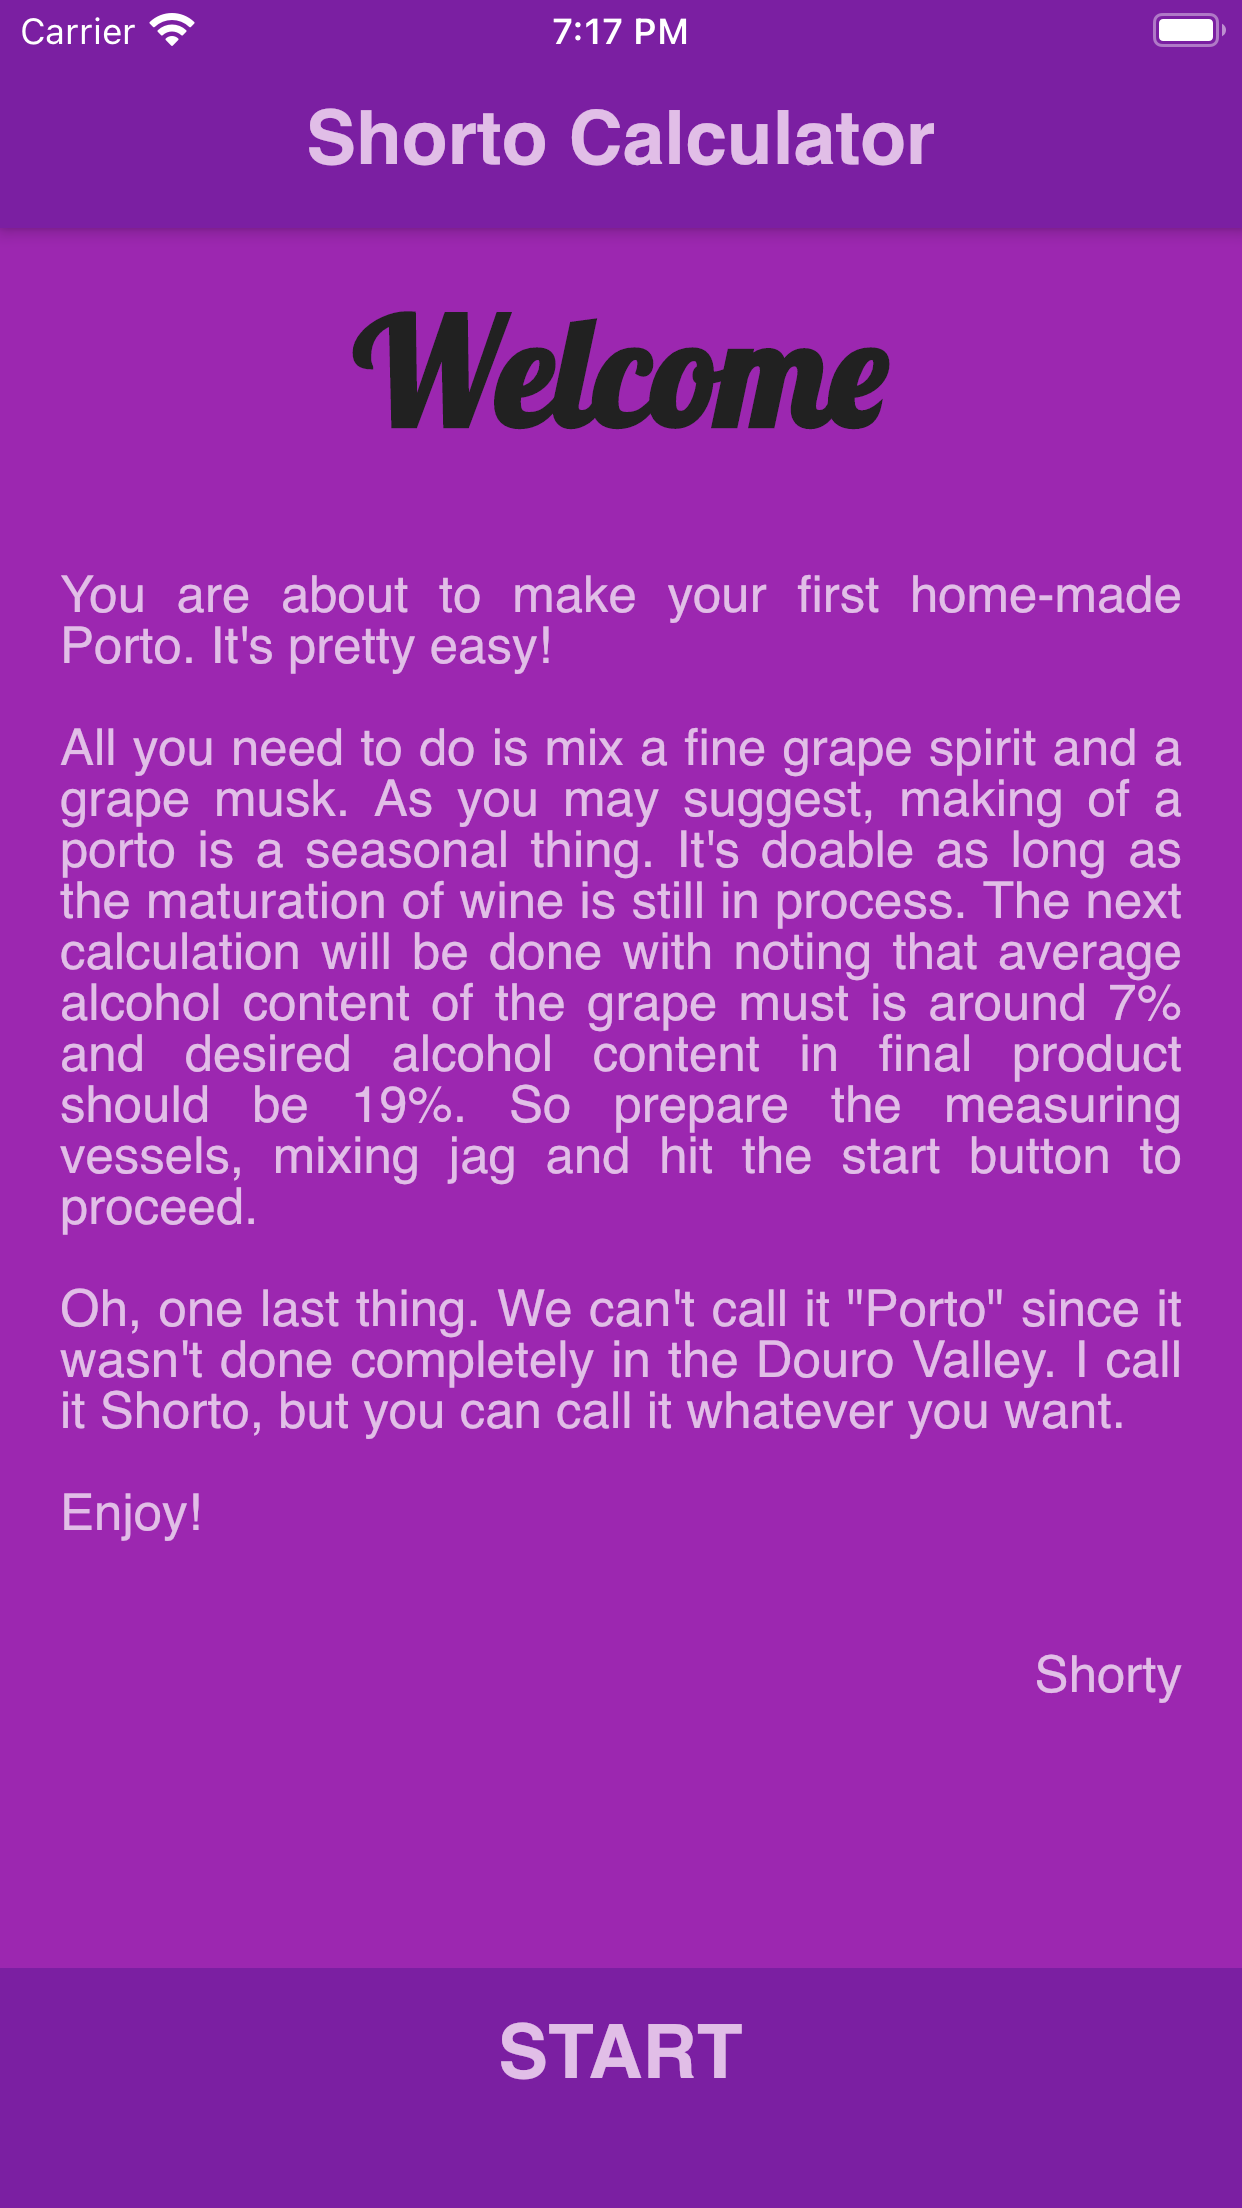 Carrier
7:17 PM
Shorto Calculator
Welcome
You are about to make your first home-made
Porto. It's pretty easy!
All you need to do is mix a fine grape spirit and a
grape musk. As you may suggest, making of a
porto is a seasonal thing. It's doable as long as
the maturation of wine is still in process. The next
calculation will be done with noting that average
alcohol content of the grape must is around 7%
and desired alcohol content in final product
should be 19%. So prepare the measuring
vessels, mixing jag and hit the start button to
proceed.
Oh, one last thing. We can't call it "Porto" since it
wasn't done completely in the Douro Valley. I call
it Shorto, but you can call it whatever you want.
Enjoy!
Shorty
START